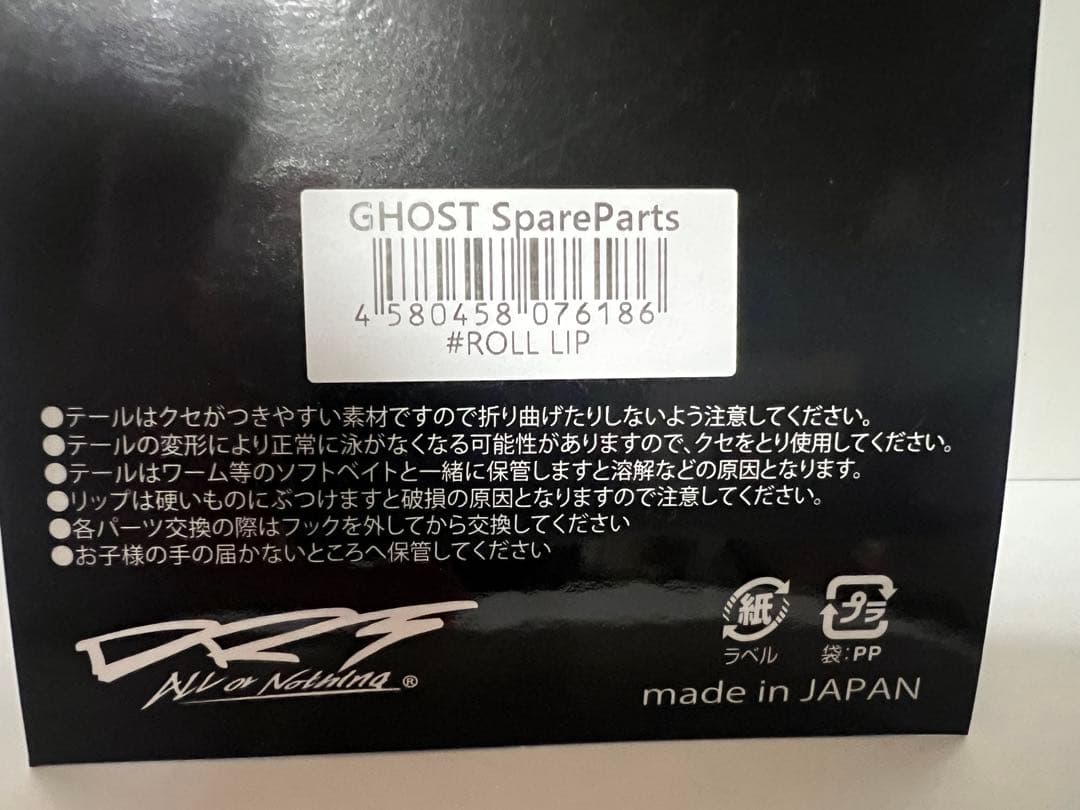 GHOST SpareParts
4 580458 076186
#ROLL LIP
●テールはクセがつきやすい素材ですので折り曲げたりしないよう注意してください。
●テールの変形により正常に泳がなくなる可能性がありますので、クセをとり使用してください。
●テールはワーム等のソフトベイトと一緒に保管しますと溶解などの原因となります。
●リップは硬いものにぶつけますと破損の原因となりますので注意してください。
●各パーツ交換の際はフックを外してから交換してください
●お子様の手の届かないところへ保管してください
DRT
ALL or Nothing®
紙 プラ
ラベル 袋:PP
made in JAPAN